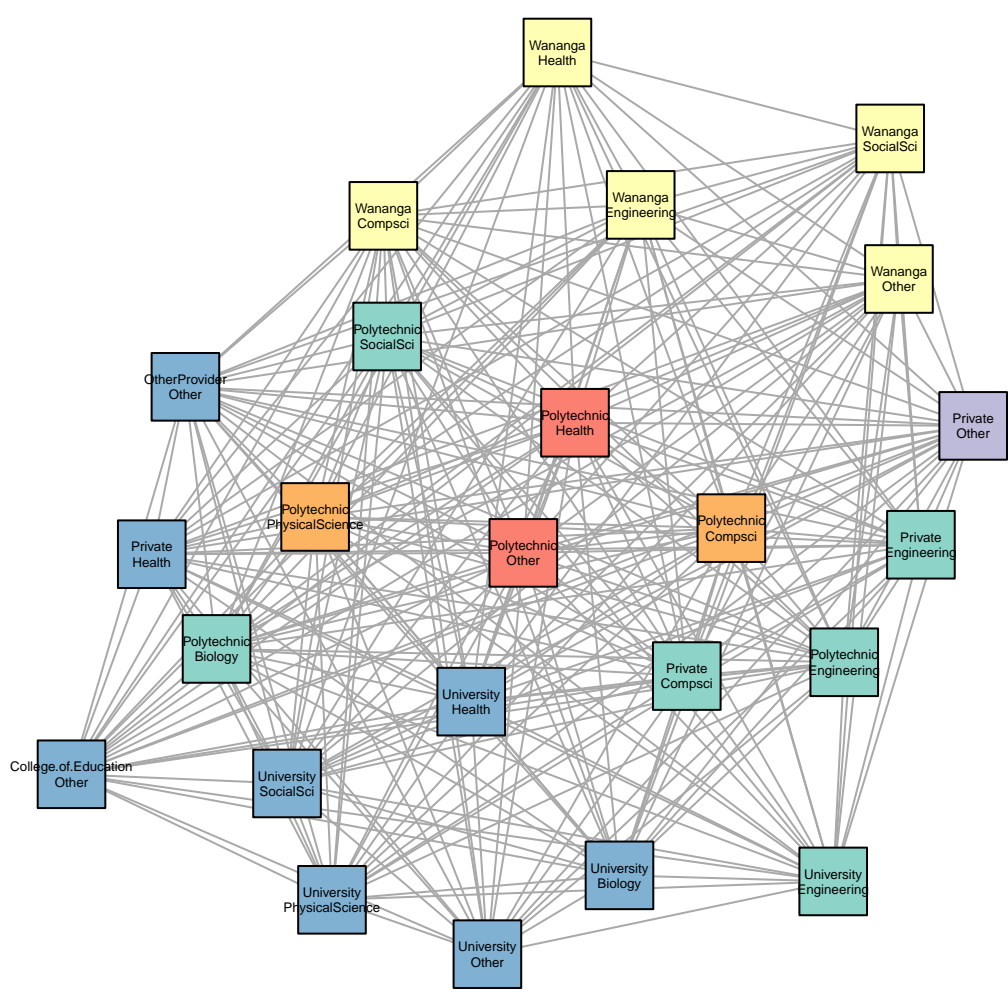 Wananga
Health
Wananga
SocialSci
Wananga
Compsci
Wananga
Engineering
Wananga
Other
Polytechnic
SocialSci
OtherProvider
Other
Polytechnic
Health
Private
Other
Polytechnic
PhysicalScience
Polytechnic
Compsci
Private
Engineering
Private
Health
Polytechnic
Other
Polytechnic
Biology
Polytechnic
Engineering
Private
Compsci
University
Health
College.of.Education
Other
University
SocialSci
University
Biology
University
Engineering
University
PhysicalScience
University
Other